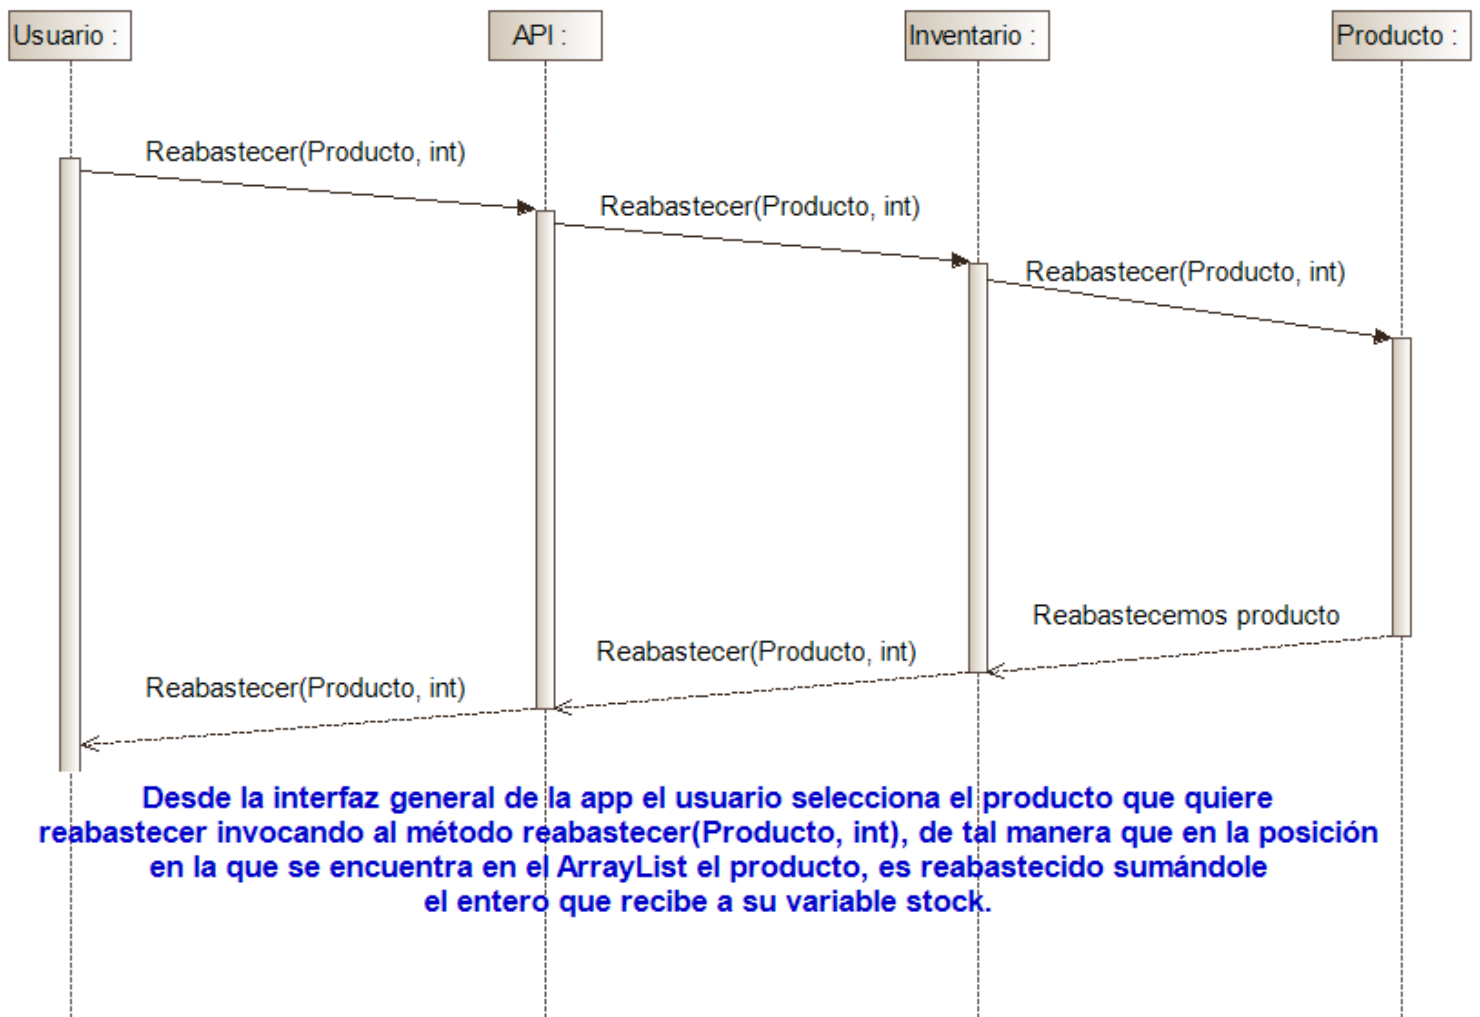 Usuario :
API :
Inventario :
Producto :
Reabastecer(Producto, int)
Reabastecer(Producto, int)
Reabastecer(Producto, int)
Reabastecemos producto
Reabastecer(Producto, int)
Reabastecer(Producto, int)
Desde la interfaz general de la app el usuario selecciona el producto que quiere
reabastecer invocando al método reabastecer(Producto, int), de tal manera que en la posición
en la que se encuentra en el ArrayList el producto, es reabastecido sumándole
el entero que recibe a su variable stock.